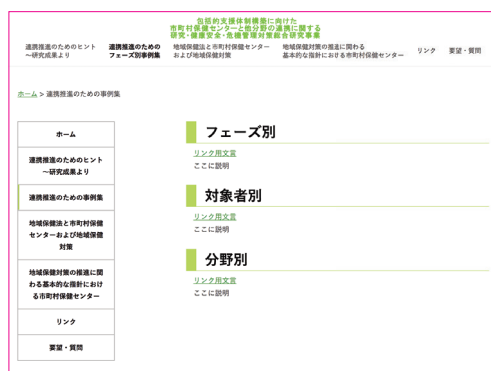 包括的支援体制構築に向けた
市町村保健センターと他分野の連携に関する
研究-健康安全・危機管理対策総合研究事業
連携推進のためのヒント
～研究成果より
連携推進のための
フェーズ別事例集
地域保健法と市町村保健センター
および地域保健対策
地域保健対策の推進に関わる
基本的な指針における市町村保健センター
リンク
要望・質問
ホーム > 連携推進のための事例集
ホーム
連携推進のためのヒント
～研究成果より
連携推進のための事例集
地域保健法と市町村保健
センターおよび地域保健
対策
地域保健対策の推進に関
わる基本的な指針におけ
る市町村保健センター
リンク
要望・質問
フェーズ別
リンク用文言
ここに説明
対象者別
リンク用文言
ここに説明
分野別
リンク用文言
ここに説明